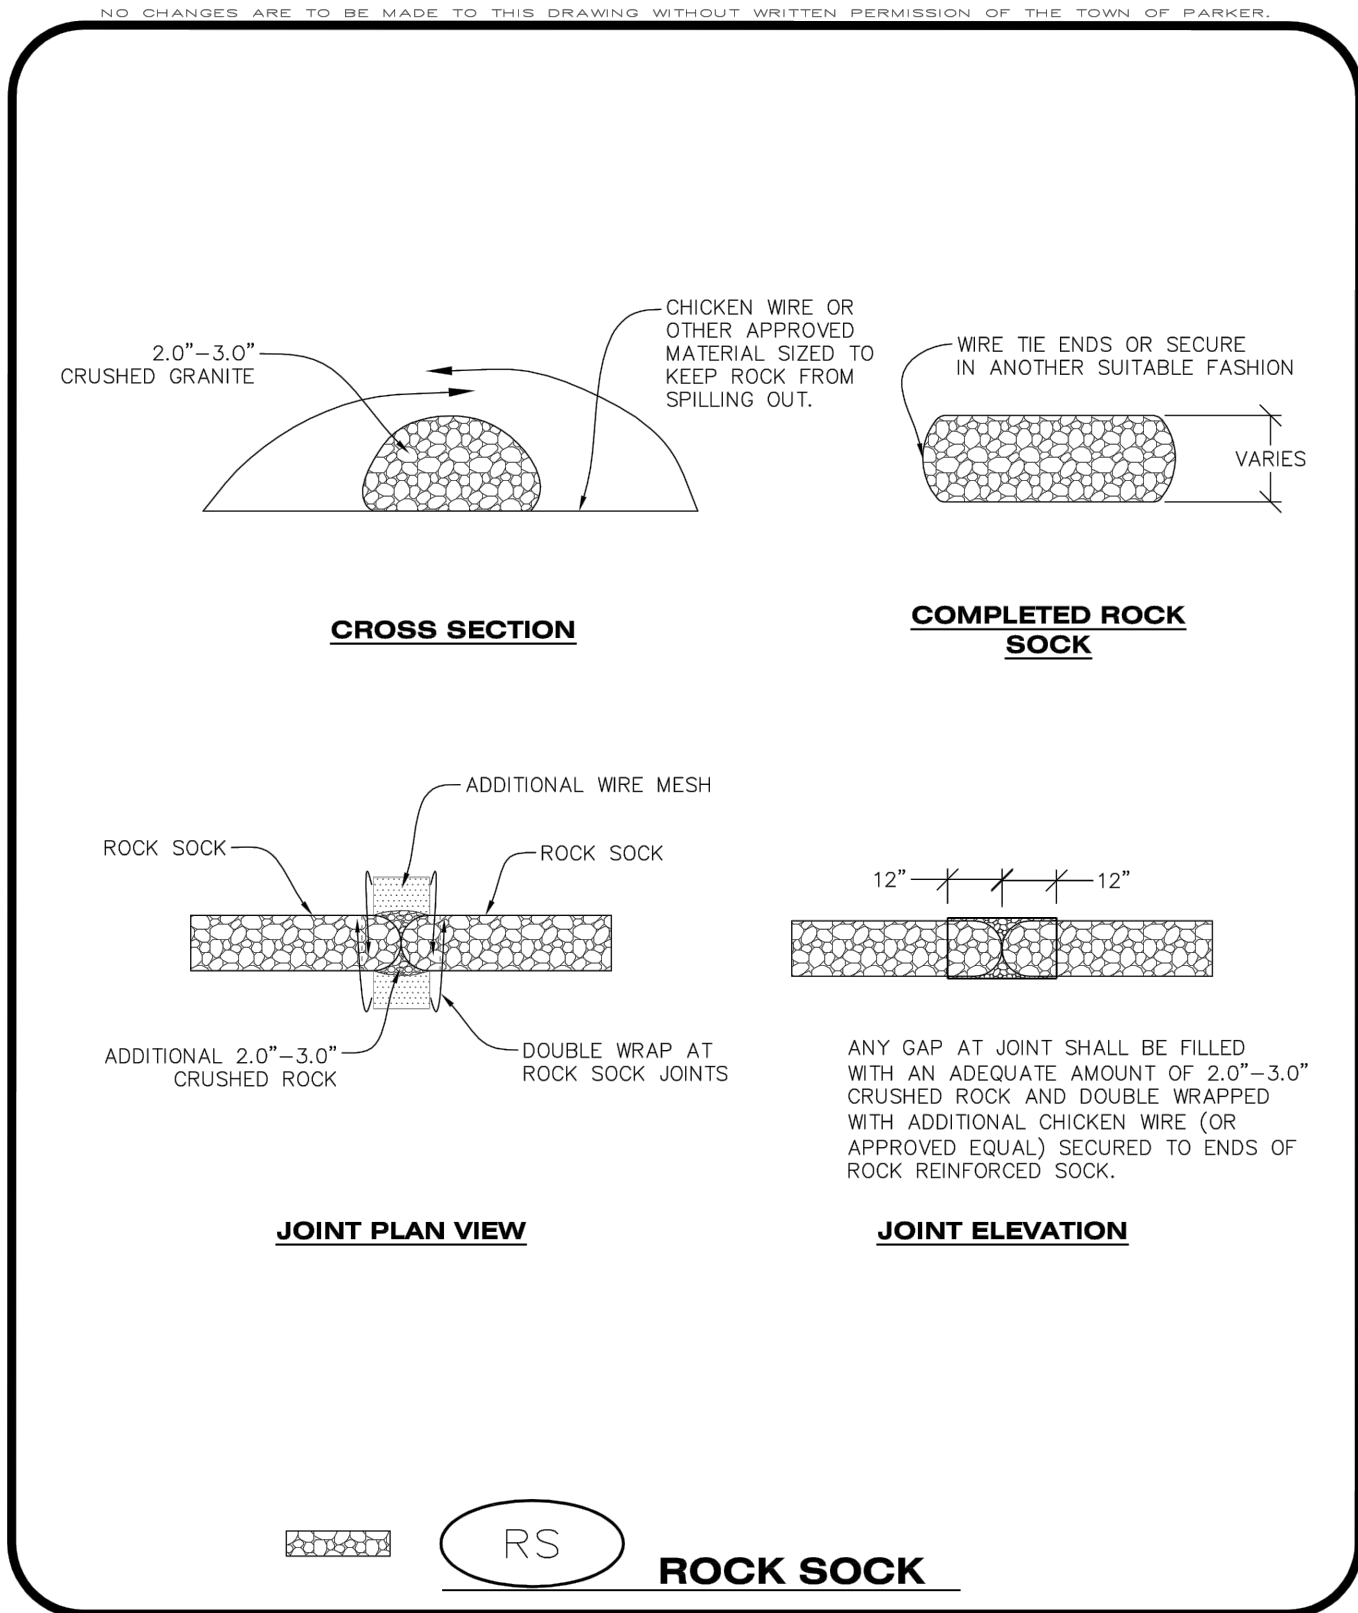 NO CHANGES ARE TO BE MADE TO THIS DRAWING WITHOUT WRITTEN PERMISSION OF THE TOWN OF PARKER.
2.0"-3.0"
CRUSHED GRANITE
CHICKEN WIRE OR
OTHER APPROVED
MATERIAL SIZED TO
KEEP ROCK FROM
SPILLING OUT.
WIRE TIE ENDS OR SECURE
IN ANOTHER SUITABLE FASHION
VARIES
CROSS SECTION
COMPLETED ROCK
SOCK
ADDITIONAL WIRE MESH
ROCK SOCK
ROCK SOCK
ADDITIONAL 2.0"-3.0"
CRUSHED ROCK
DOUBLE WRAP AT
ROCK SOCK JOINTS
12"
12"
ANY GAP AT JOINT SHALL BE FILLED
WITH AN ADEQUATE AMOUNT OF 2.0"-3.0"
CRUSHED ROCK AND DOUBLE WRAPPED
WITH ADDITIONAL CHICKEN WIRE (OR
APPROVED EQUAL) SECURED TO ENDS OF
ROCK REINFORCED SOCK.
JOINT PLAN VIEW
JOINT ELEVATION
RS
ROCK SOCK